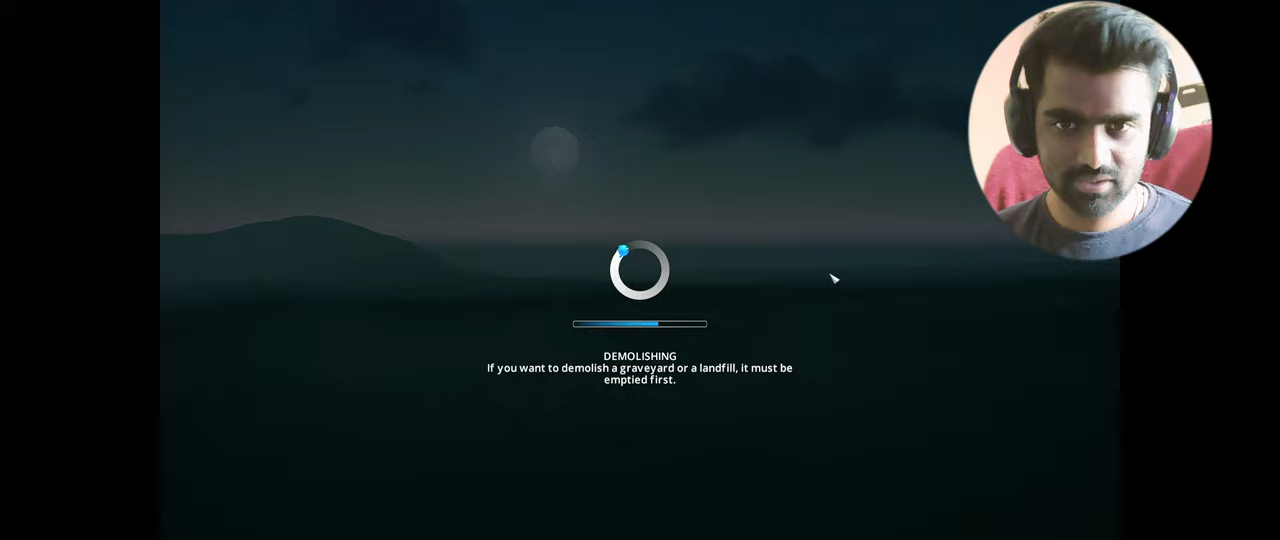 DEMOLISHING
If you want to demolish a graveyard or a landfill, it must be
emptied first.